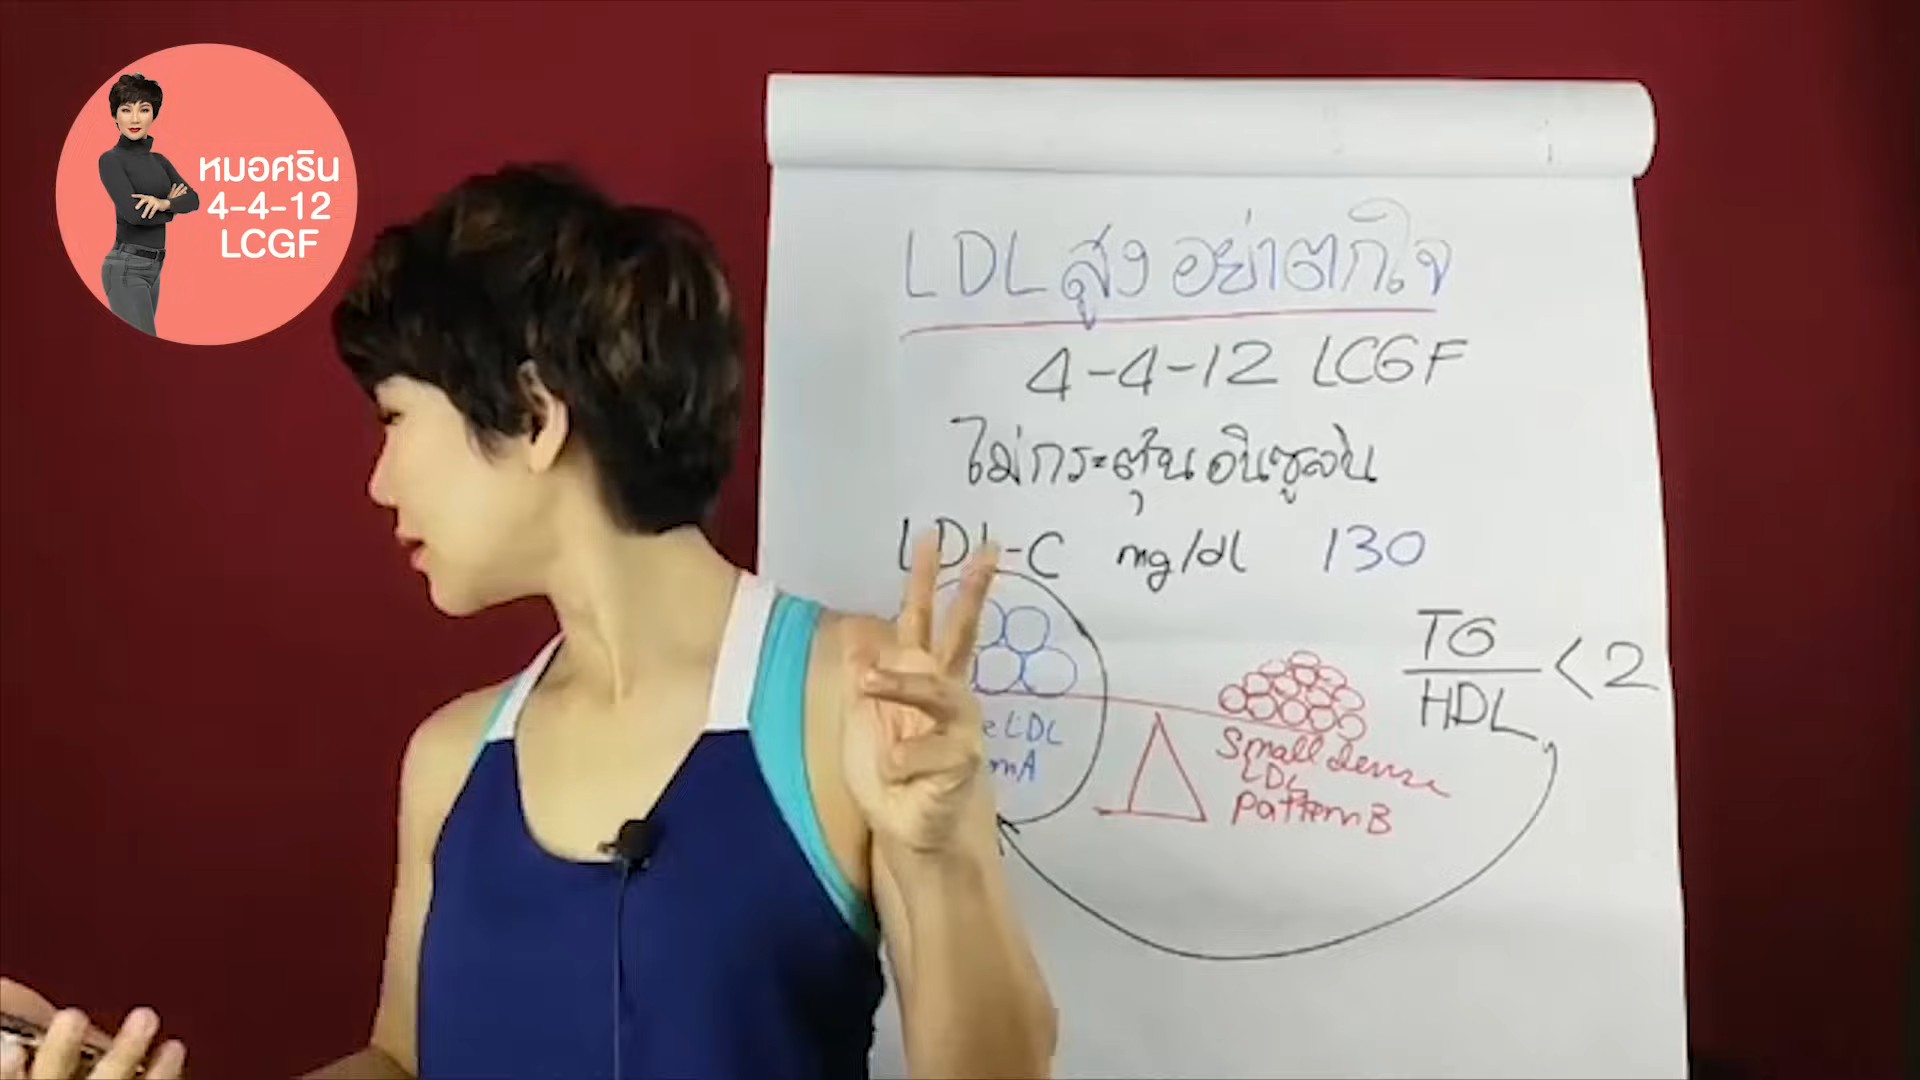 หมอศริน
4-4-12
LCGF
LDL สูง อย่าตกใจ
4-4-12 LCGF
ไม่กระตุ้น อินซูลิน
LDL-C mg/dl 130
TG
HDL
<2
e LDL
mA
small dense
LDL
pattern B